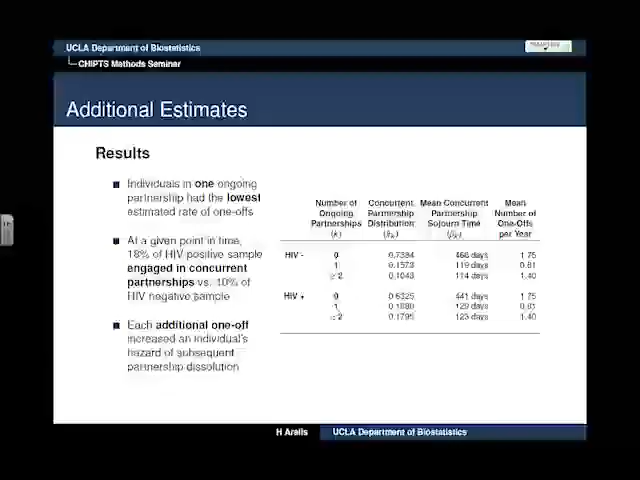 UCLA Department of Biostatistics
CHIPTS Methods Seminar
Additional Estimates
Results
Individuals in one ongoing
partnership had the lowest
estimated rate of one-offs
At a given point in time,
18% of HIV positive sample
engaged in concurrent
partnerships vs. 10% of
HIV negative sample
Each additional one-off
increased an individual's
hazard of subsequent
partnership dissolution
Number of Concurrent Mean Concurrent Mean
Ongoing Partnership Partnership Number of
Partnerships Distribution Sojourn Time One-Offs
(k) per Year
HIV - 0 0.7384 466 days 1.75
1 0.1573 119 days 0.81
≥ 2 0.1043 114 days 1.40
HIV + 0 0.6325 441 days 1.75
1 0.1880 129 days 0.81
≥ 2 0.1795 123 days 1.40
H Aralis UCLA Department of Biostatistics